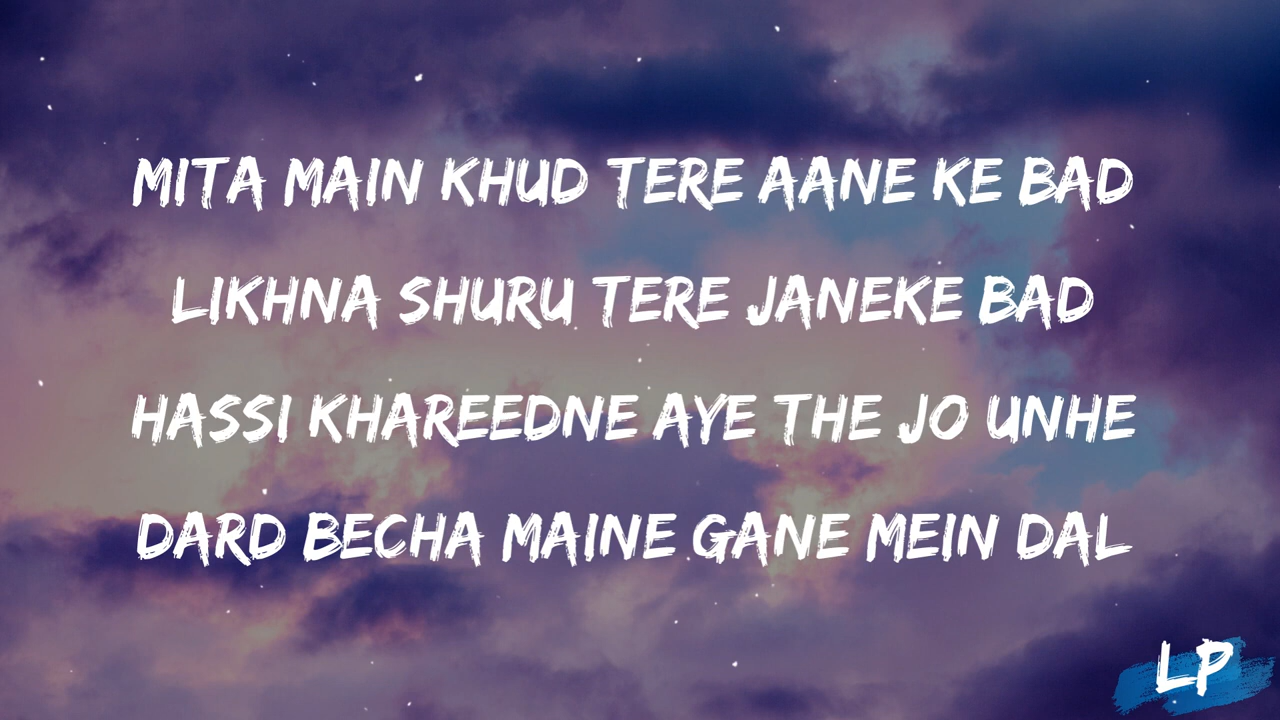 MITA MAIN KHUD TERE AANE KE BAD
LIKHNA SHURU TERE JANEKE BAD
HASSI KHAREEDNE AYE THE JO UNHE
DARD BECHA MAINE GANE MEIN DAL
LP